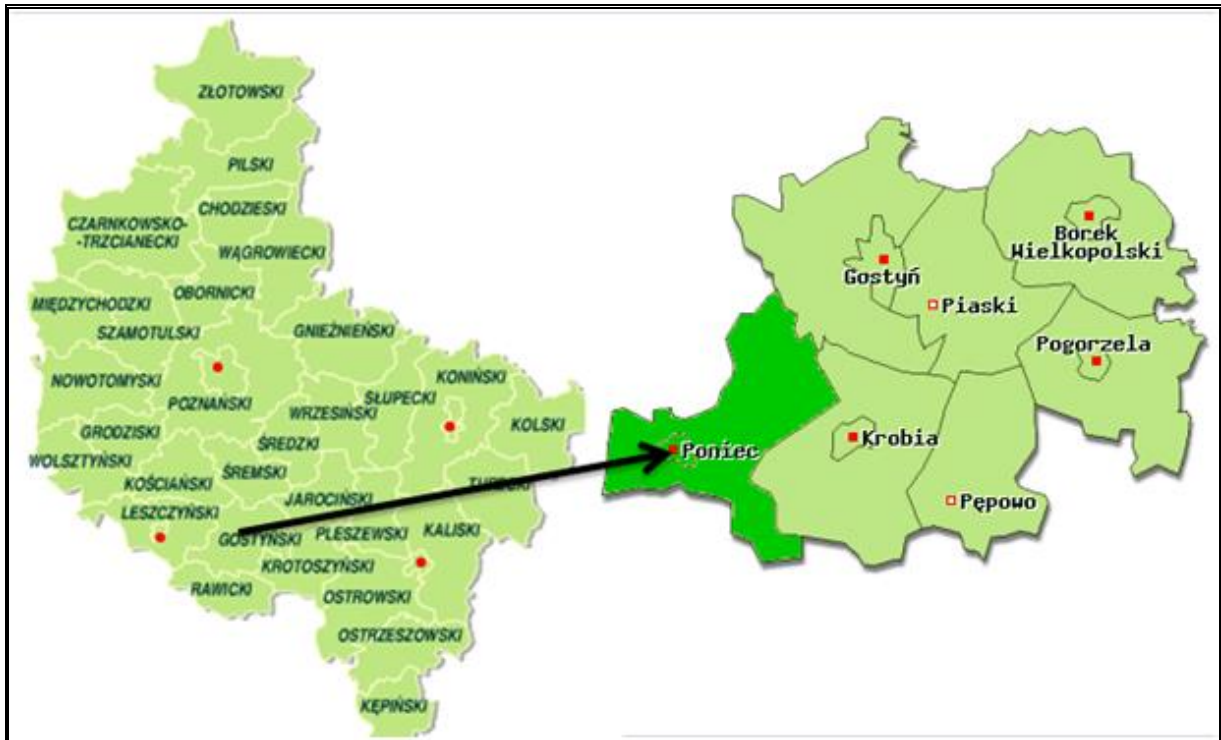 ZŁOTOWSKI
PILSKI
CHODZIESKI
CZARNKOWSKO-
-TRZCIANECKI
WĄGROWIECKI
OBORNICKI
MIĘDZYCHODZKI
SZAMOTULSKI
GNIEŹNIEŃSKI
NOWOTOMYSKI
POZNAŃSKI
WRZESIŃSKI
SŁUPECKI
KONIŃSKI
KOLSKI
GRODZISKI
ŚREDZKI
WOLSZTYŃSKI
KOŚCIAŃSKI
ŚREMSKI
JAROCIŃSKI
TURECKI
LESZCZYŃSKI
GOSTYŃSKI
PLESZEWSKI
KALISKI
KROTOSZYŃSKI
RAWICKI
OSTROWSKI
OSTRZESZOWSKI
KĘPIŃSKI
Borek
Wielkopolski
Gostyń
Piaski
Pogorzela
Poniec
Krobia
Pępowo